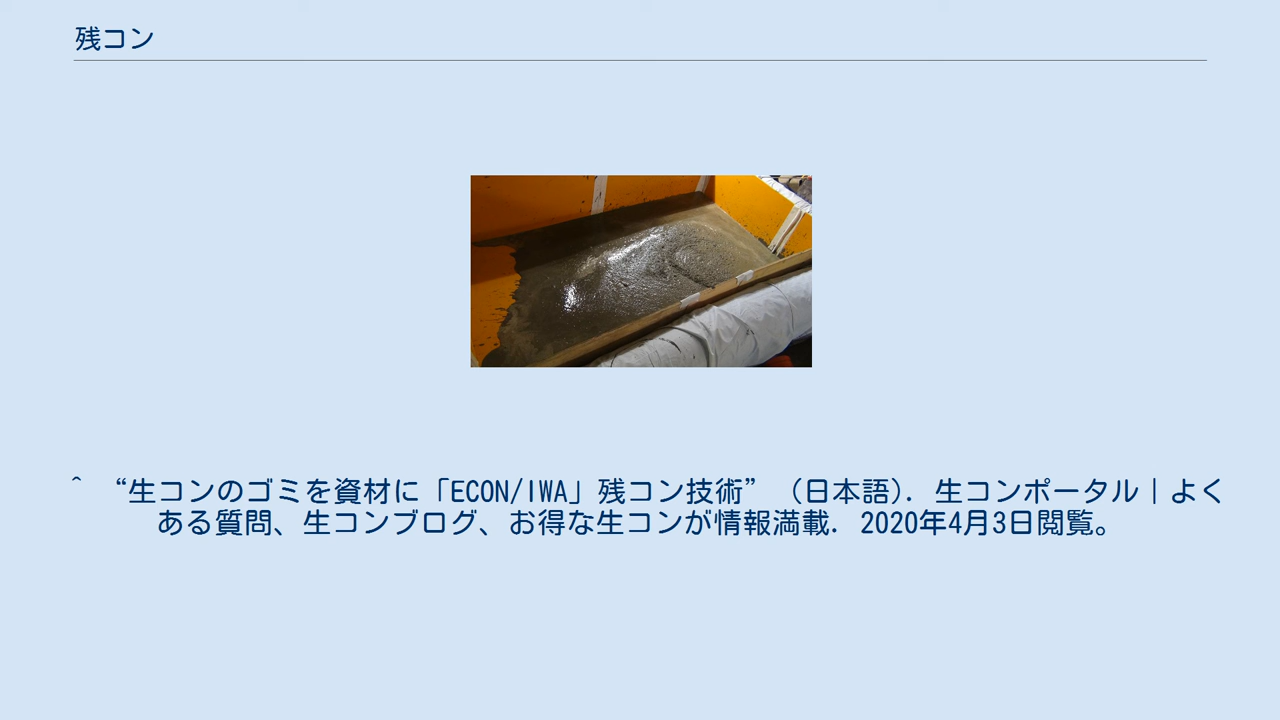 残コン
^ “生コンのゴミを資材に「ECON/IWA」残コン技術” (日本語). 生コンポータル｜よく
ある質問、生コンブログ、お得な生コンが情報満載. 2020年4月3日閲覧。